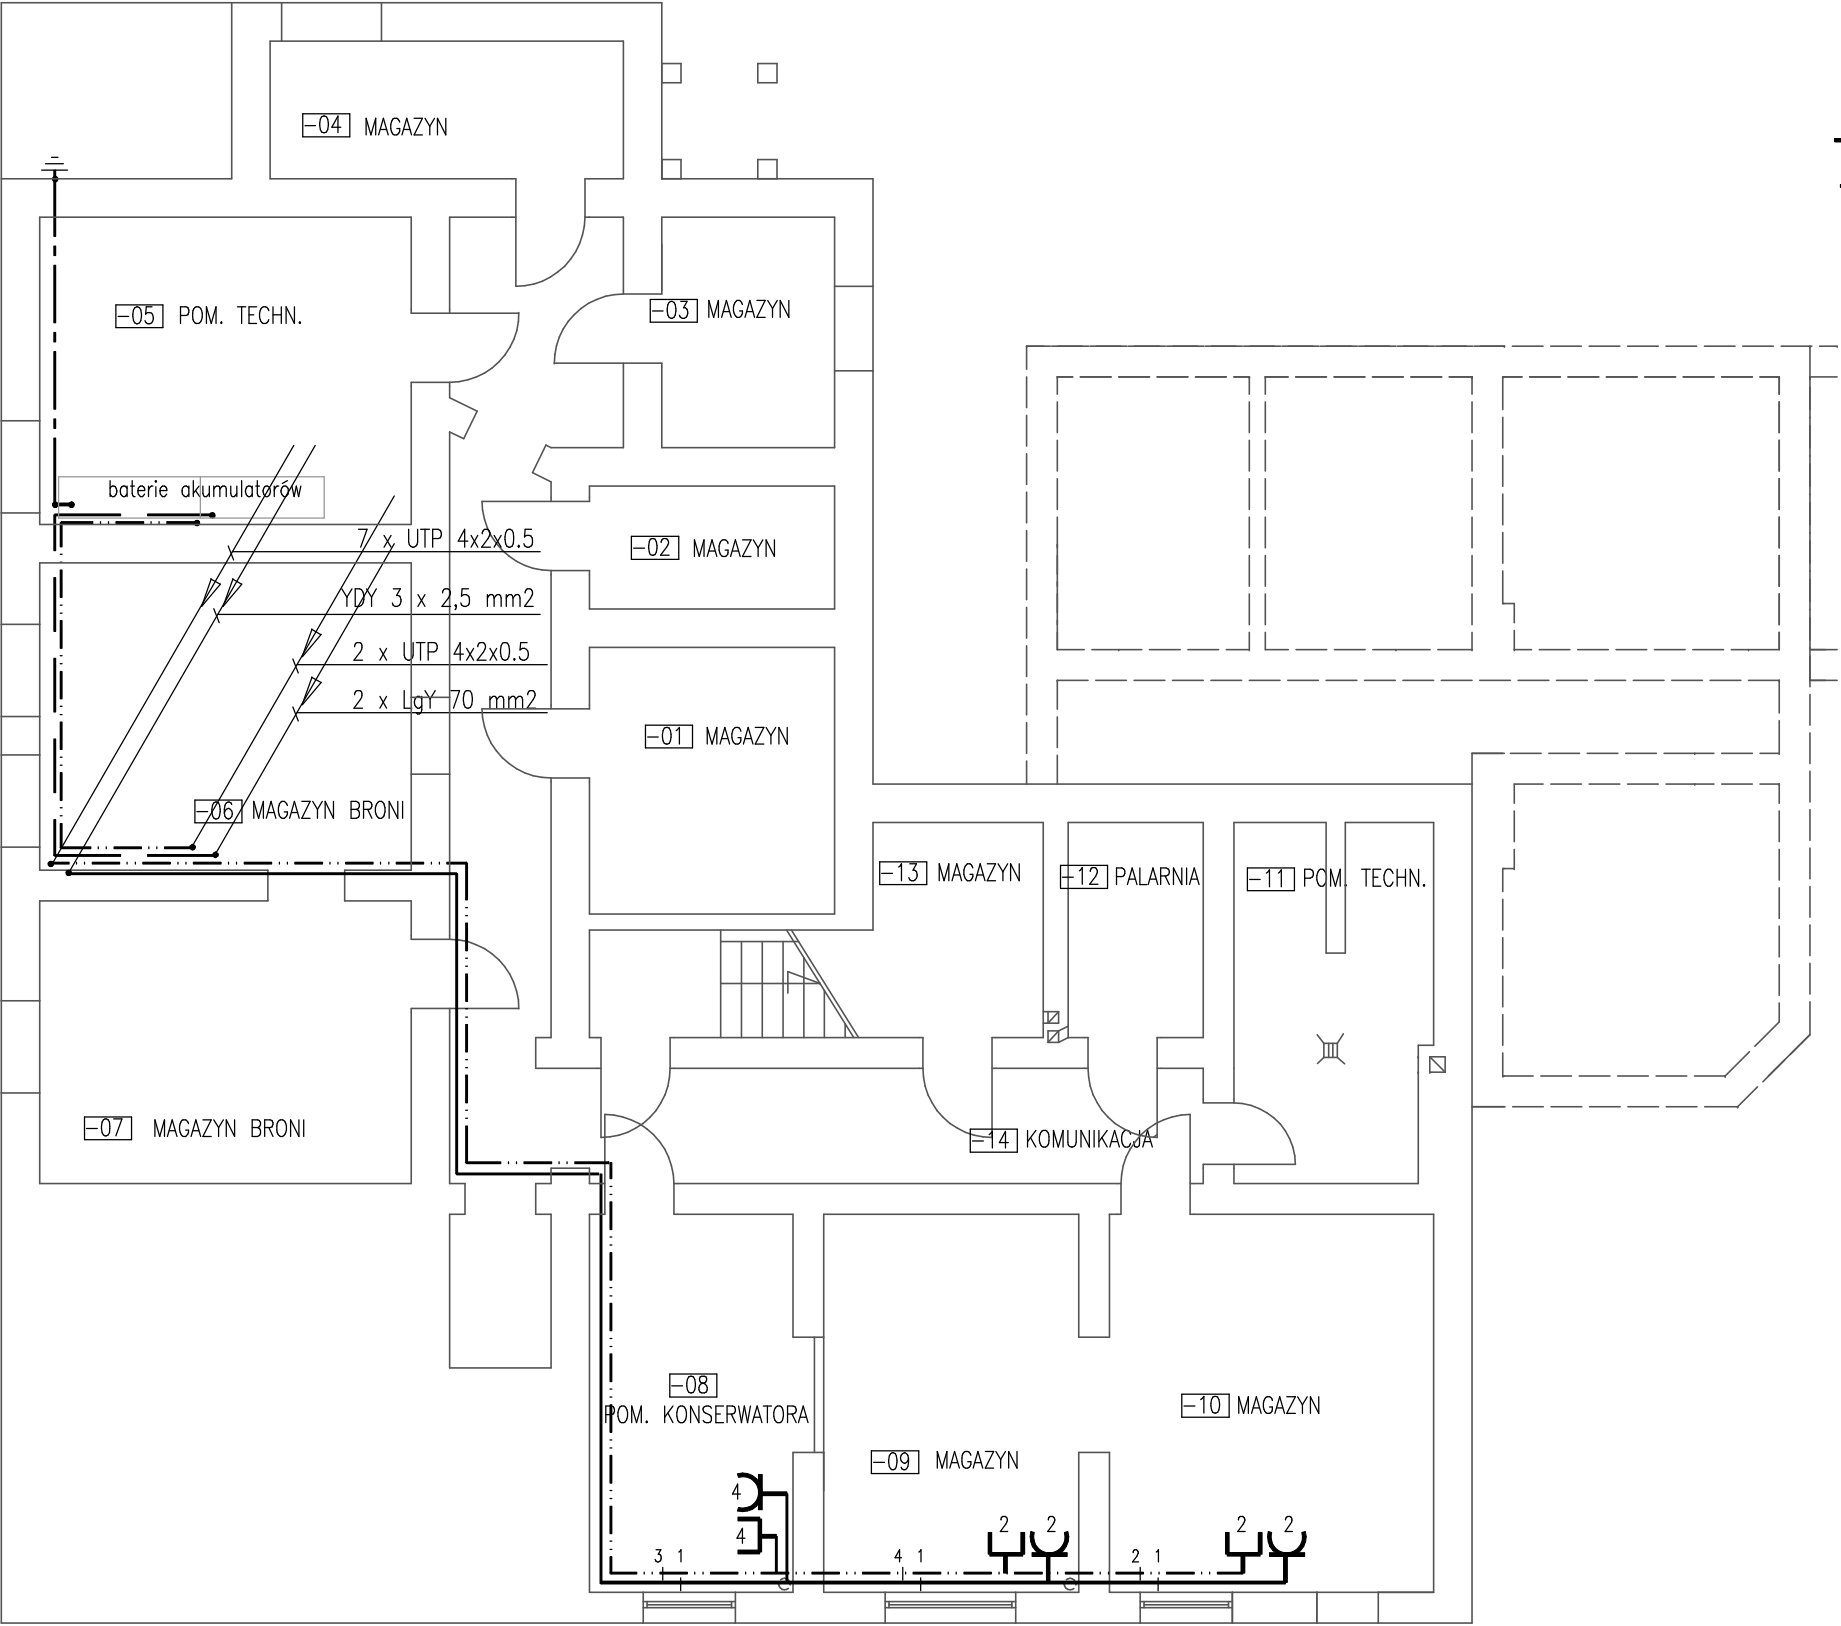 -04 MAGAZYN
-05 POM. TECHN.
-03 MAGAZYN
baterie akumulatorów
7 x UTP 4x2x0.5
-02 MAGAZYN
YDY 3 x 2,5 mm2
2 x UTP 4x2x0.5
2 x LgY 70 mm2
-01 MAGAZYN
-06 MAGAZYN BRONI
-13 MAGAZYN
-12 PALARNIA
-11 POM. TECHN.
-07 MAGAZYN BRONI
-14 KOMUNIKACJA
-08
POM. KONSERWATORA
-10 MAGAZYN
-09 MAGAZYN
4
4
2 2
2 2
3 1
4 1
2 1